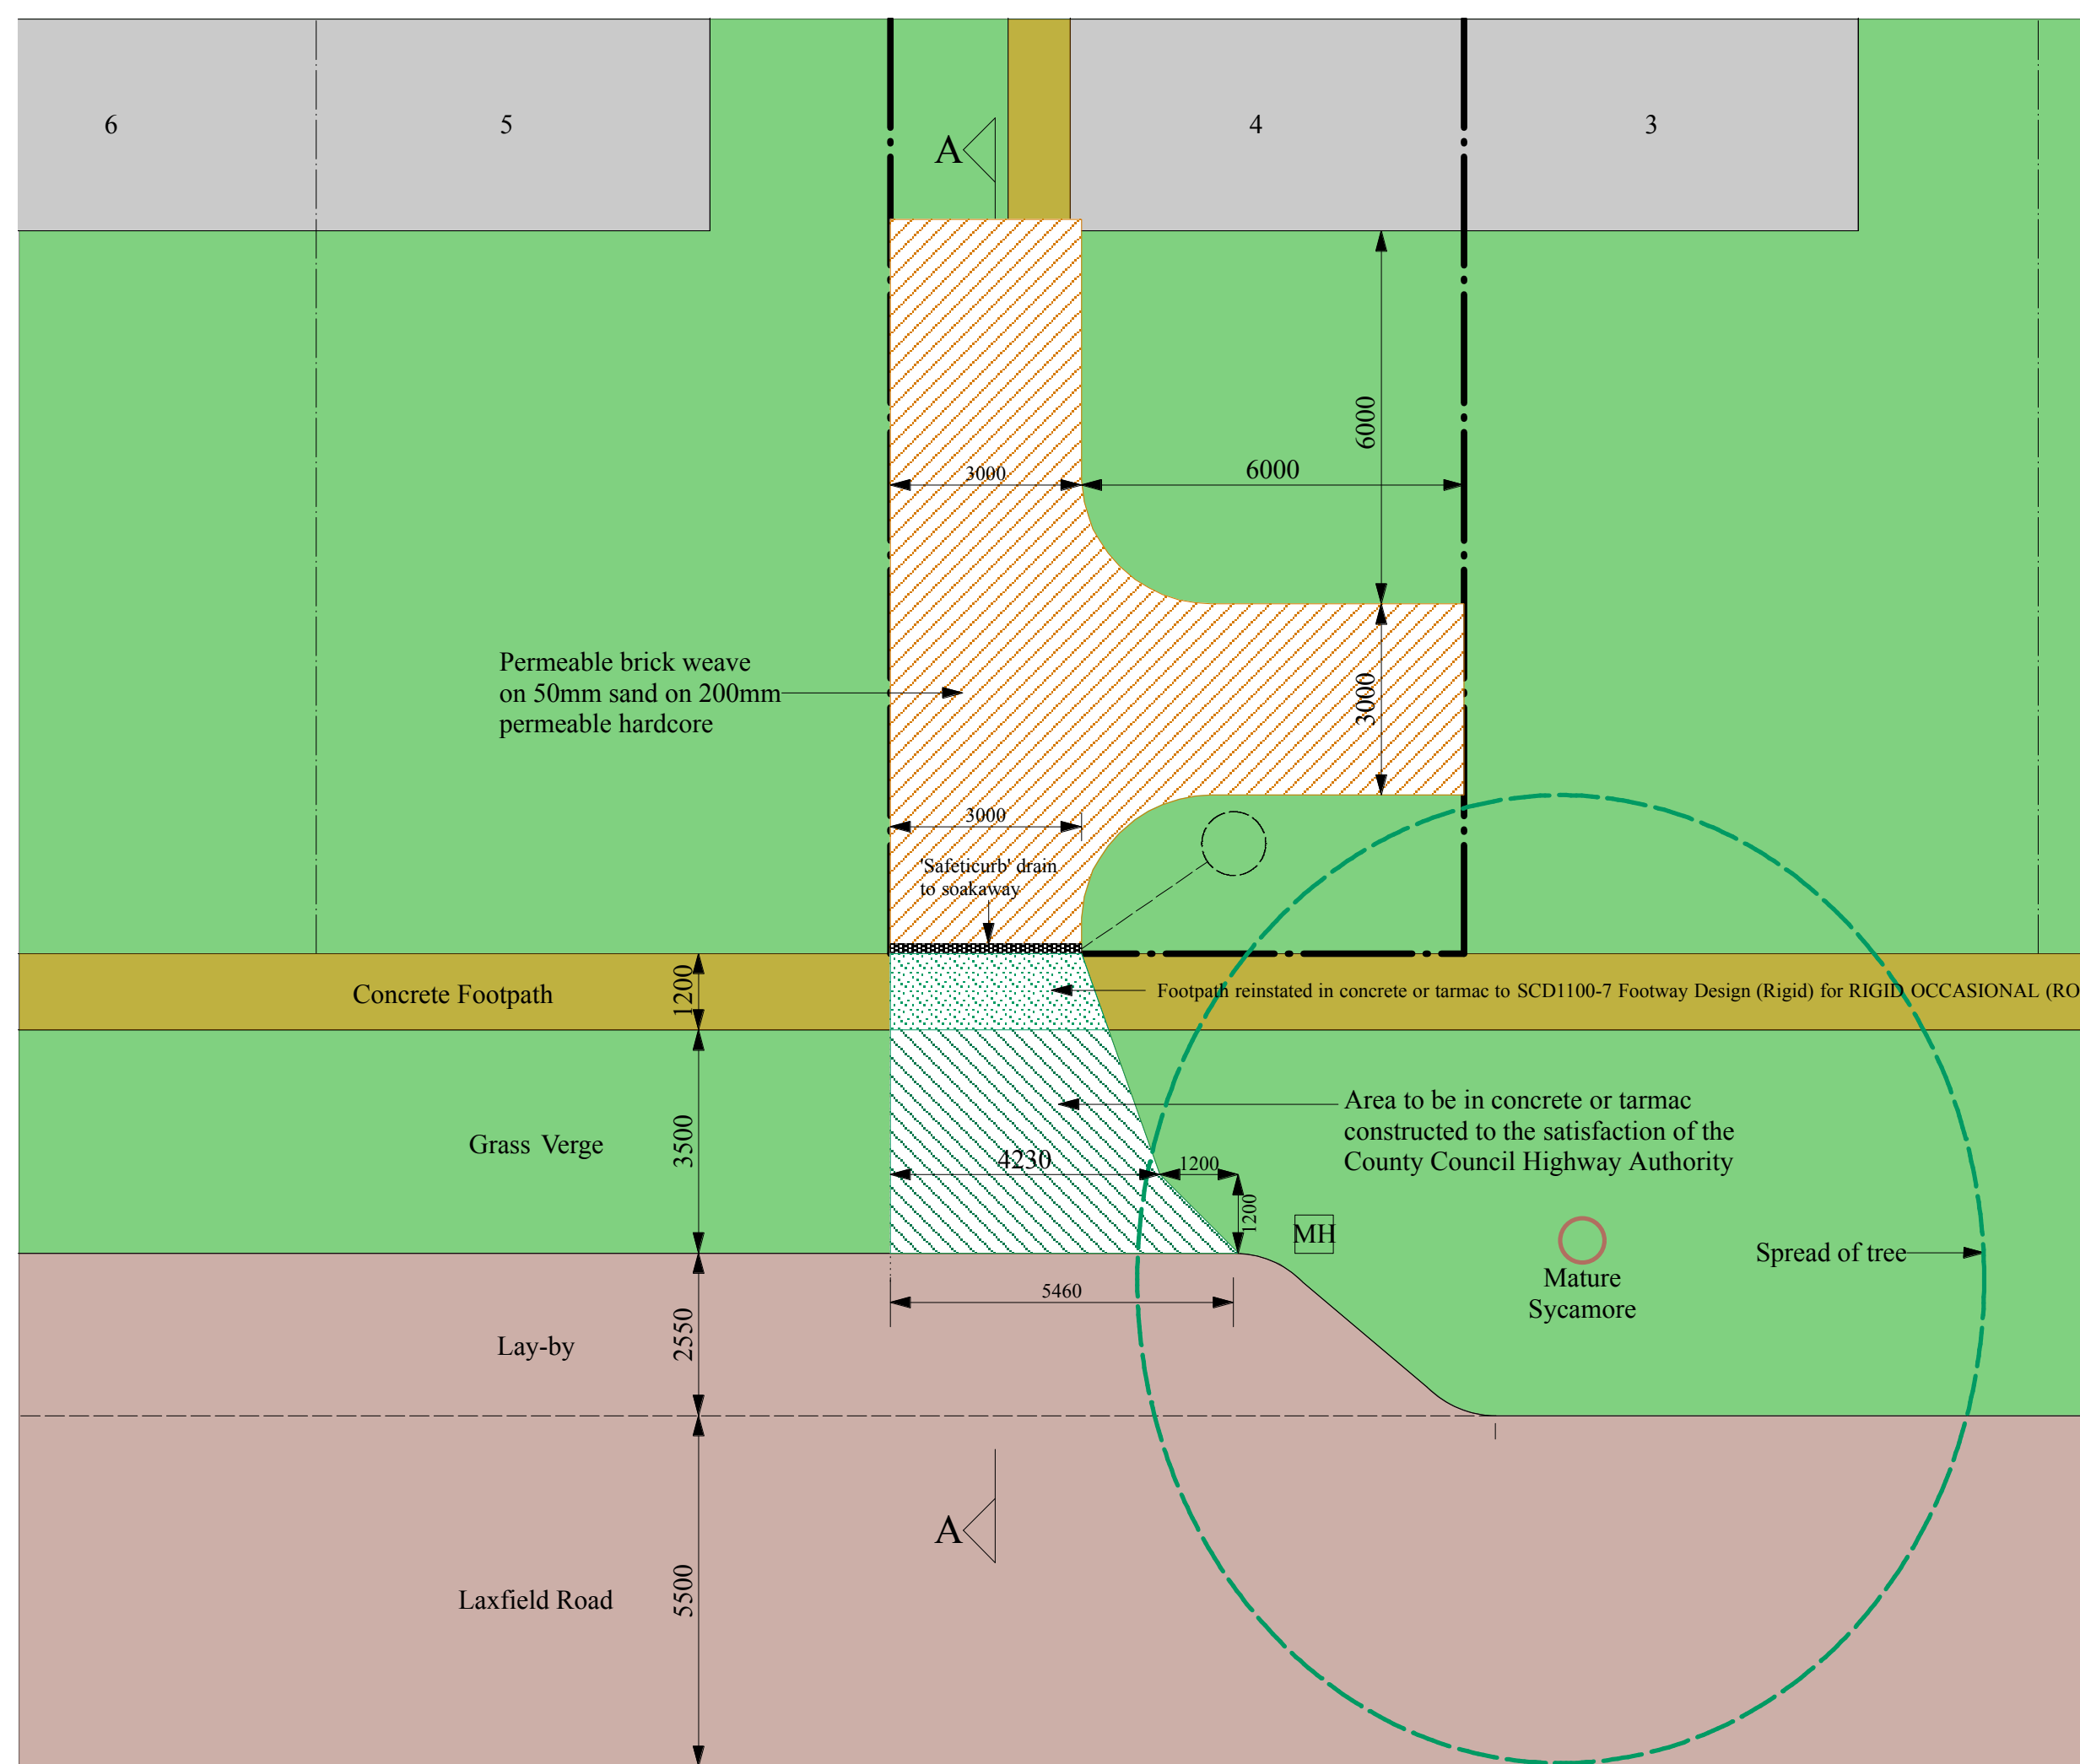 6
5
4
3
A
6000
3000
6000
Permeable brick weave
on 50mm sand on 200mm
permeable hardcore
3000
3000
'Safeticurb' drain
to soakaway
Concrete Footpath
1200
Footpath reinstated in concrete or tarmac to SCD1100-7 Footway Design (Rigid) for RIGID OCCASIONAL (RO
Grass Verge
3500
Area to be in concrete or tarmac
constructed to the satisfaction of the
County Council Highway Authority
4230
1200
1200
MH
Spread of tree
Mature
Sycamore
5460
Lay-by
2550
A
Laxfield Road
5500